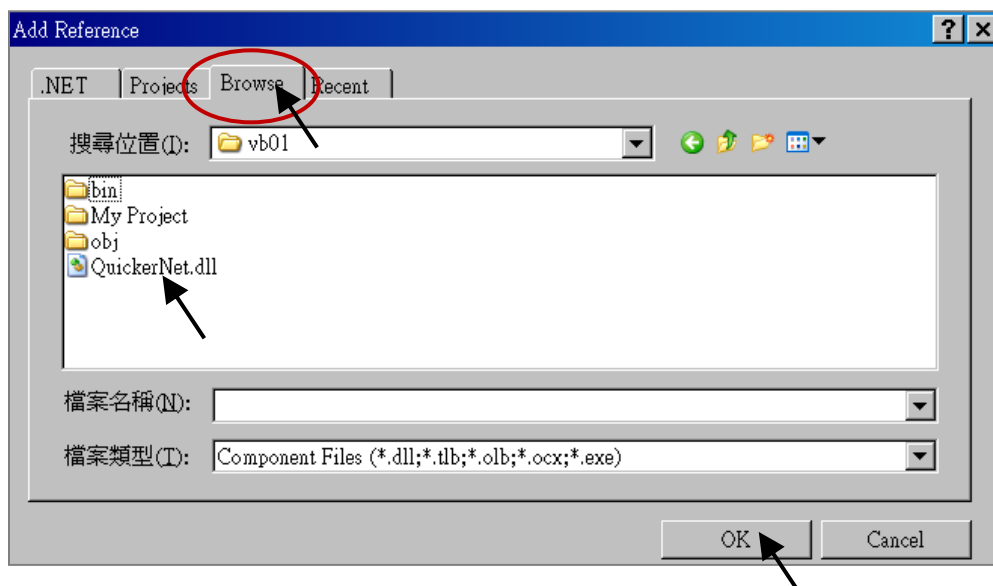 Add Reference
.NET Projects Browse Recent
搜尋位置(I): vb01
bin
My Project
obj
QuickerNet.dll
檔案名稱(N):
檔案類型(T): Component Files (*.dll;*.tlb;*.olb;*.ocx;*.exe)
OK Cancel